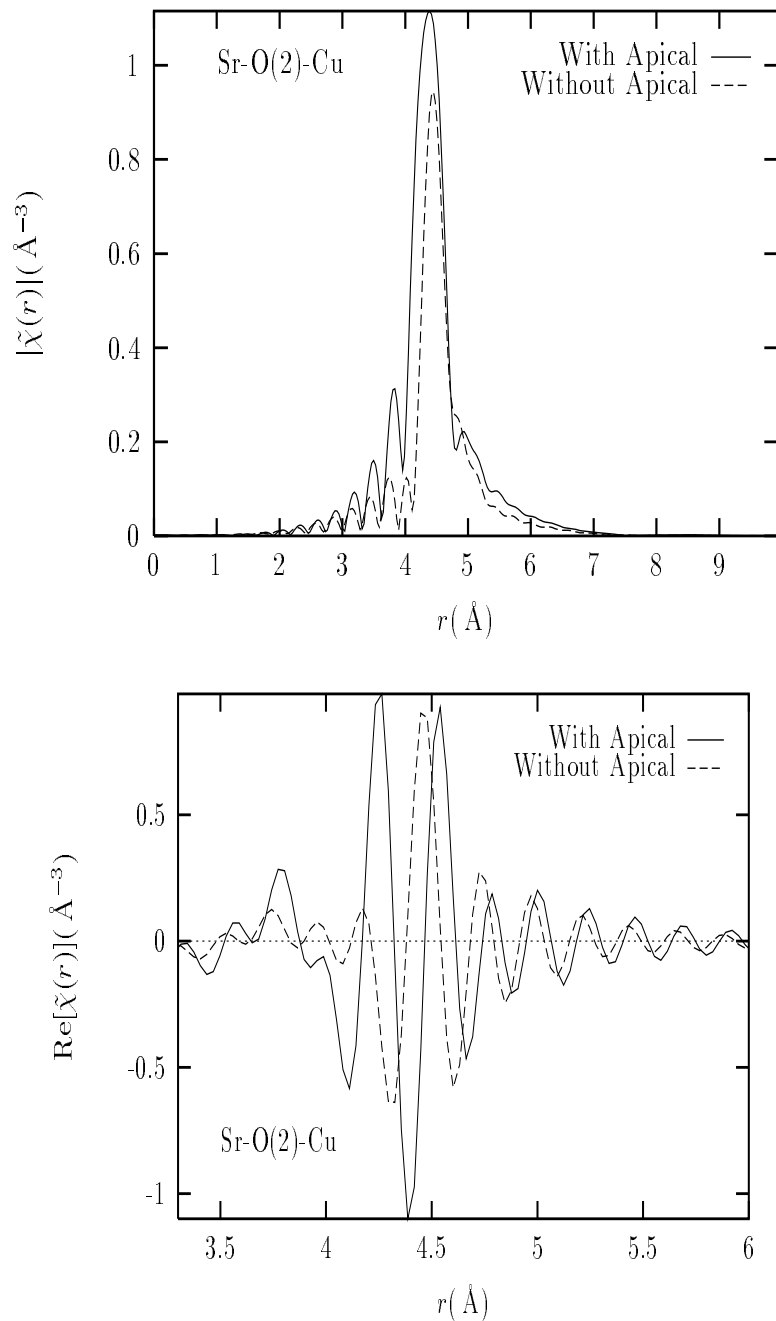 Sr-O(2)-Cu
With Apical
Without Apical
1
0.8
0.6
0.4
0.2
0
|χ̃(r)|(Å−3)
0 1 2 3 4 5 6 7 8 9
r(Å)
With Apical
Without Apical
0.5
0
-0.5
-1
Re[χ̃(r)](Å−3)
Sr-O(2)-Cu
3.5 4 4.5 5 5.5 6
r(Å)